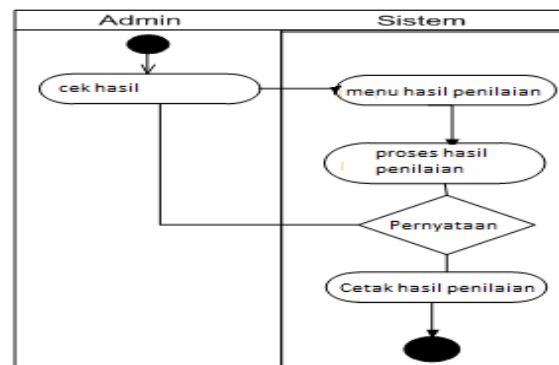 Admin
Sistem
cek hasil
menu hasil penilaian
proses hasil
penilaian
Pernyataan
Cetak hasil penilaian